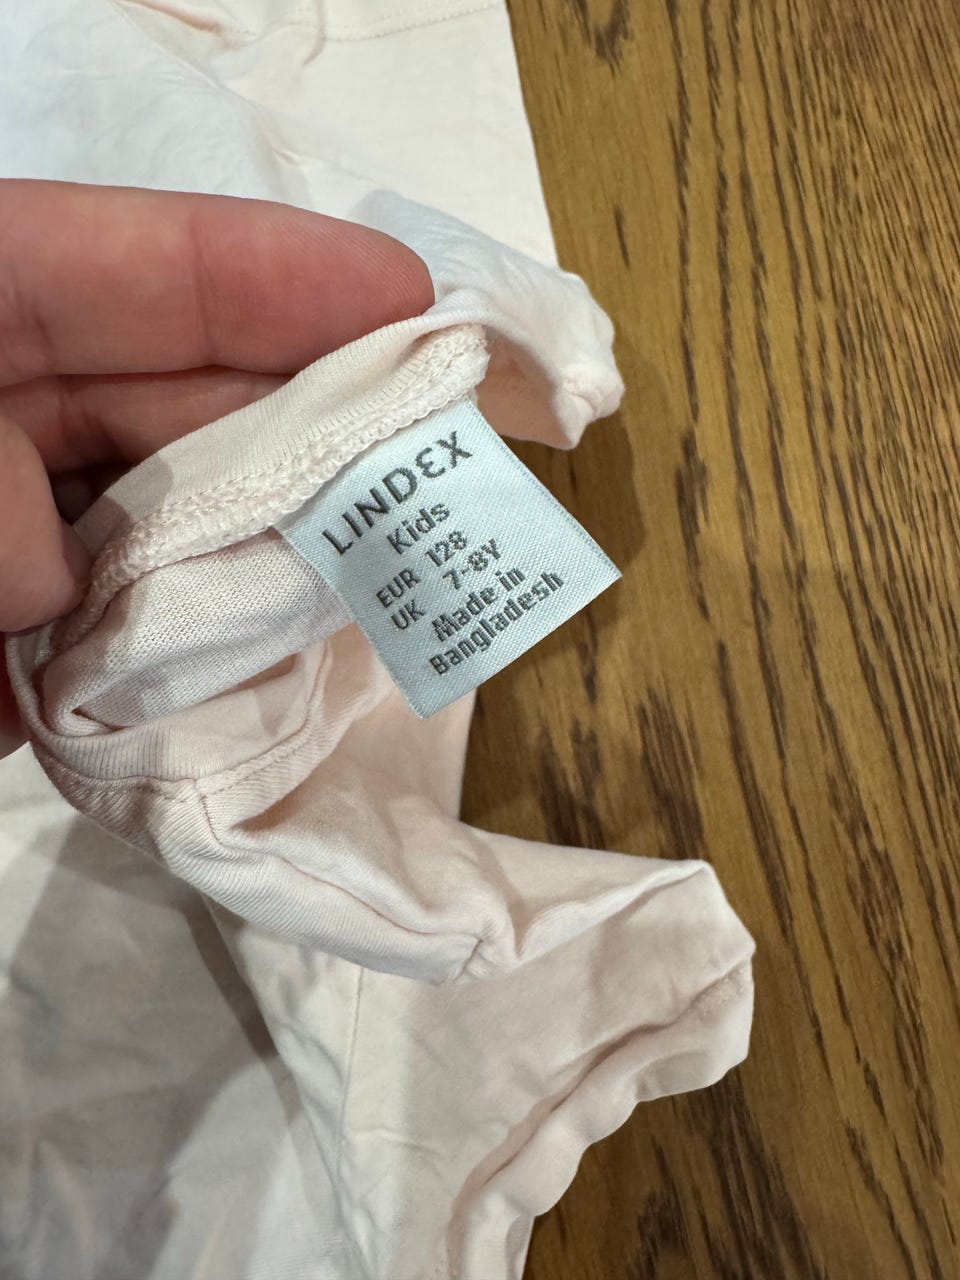 LINDEX
Kids
EUR 128
UK 7-8Y
Made in
Bangladesh